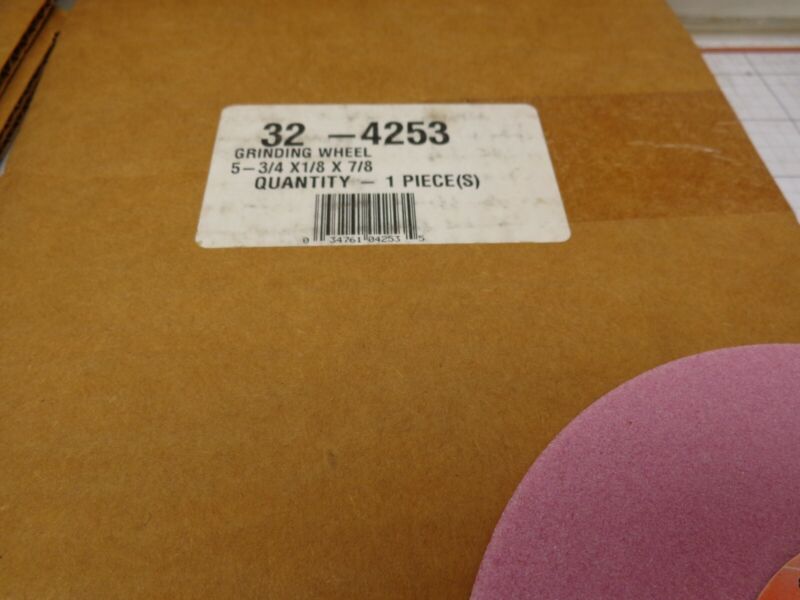 32 – 4253
GRINDING WHEEL
5 – 3/4 X1/8 X 7/8
QUANTITY – 1 PIECE(S)
0 34761 04253 5